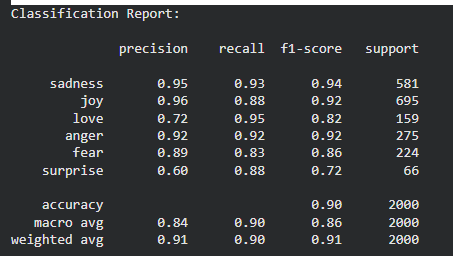 Classification Report:
precision recall f1-score support
sadness 0.95 0.93 0.94 581
joy 0.96 0.88 0.92 695
love 0.72 0.95 0.82 159
anger 0.92 0.92 0.92 275
fear 0.89 0.83 0.86 224
surprise 0.60 0.88 0.72 66
accuracy 0.90 2000
macro avg 0.84 0.90 0.86 2000
weighted avg 0.91 0.90 0.91 2000